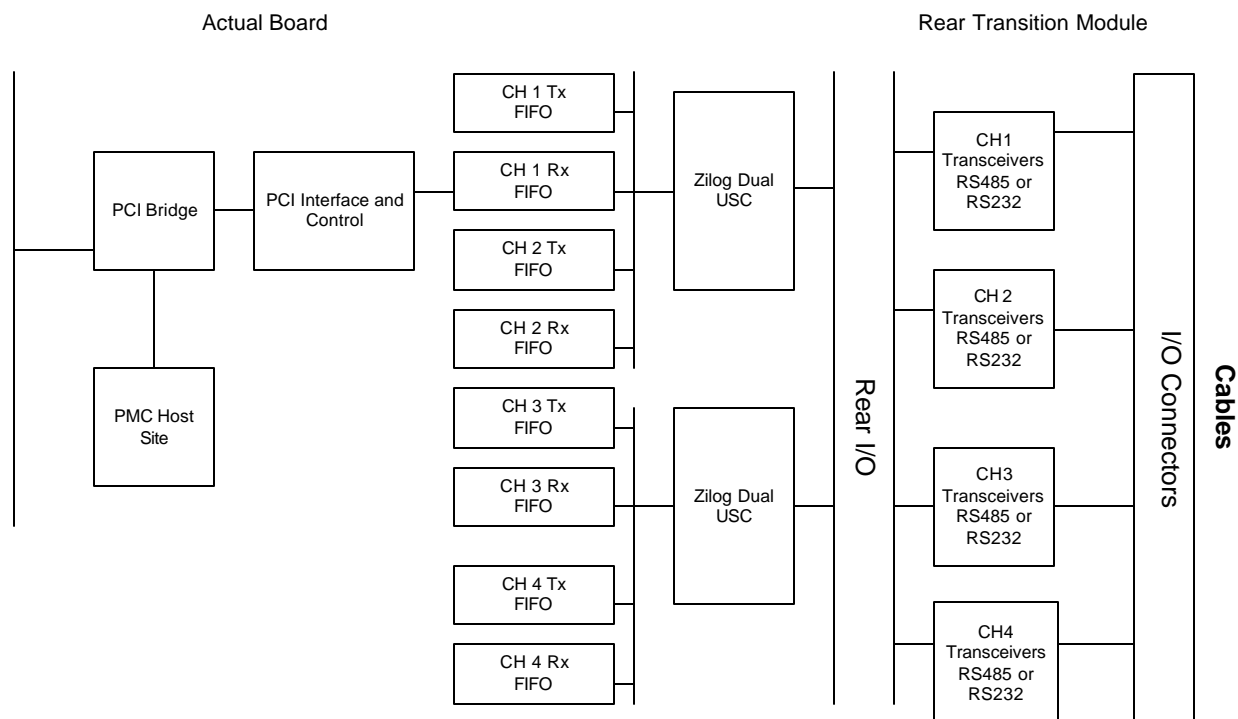 Actual Board
Rear Transition Module
PCI Bridge
PCI Interface and
Control
PMC Host
Site
CH 1 Tx
FIFO
CH 1 Rx
FIFO
CH 2 Tx
FIFO
CH 2 Rx
FIFO
CH 3 Tx
FIFO
CH 3 Rx
FIFO
CH 4 Tx
FIFO
CH 4 Rx
FIFO
Zilog Dual
USC
Zilog Dual
USC
Rear I/O
CH1
Transceivers
RS485 or
RS232
CH 2
Transceivers
RS485 or
RS232
CH3
Transceivers
RS485 or
RS232
CH4
Transceivers
RS485 or
RS232
I/O Connectors
Cables